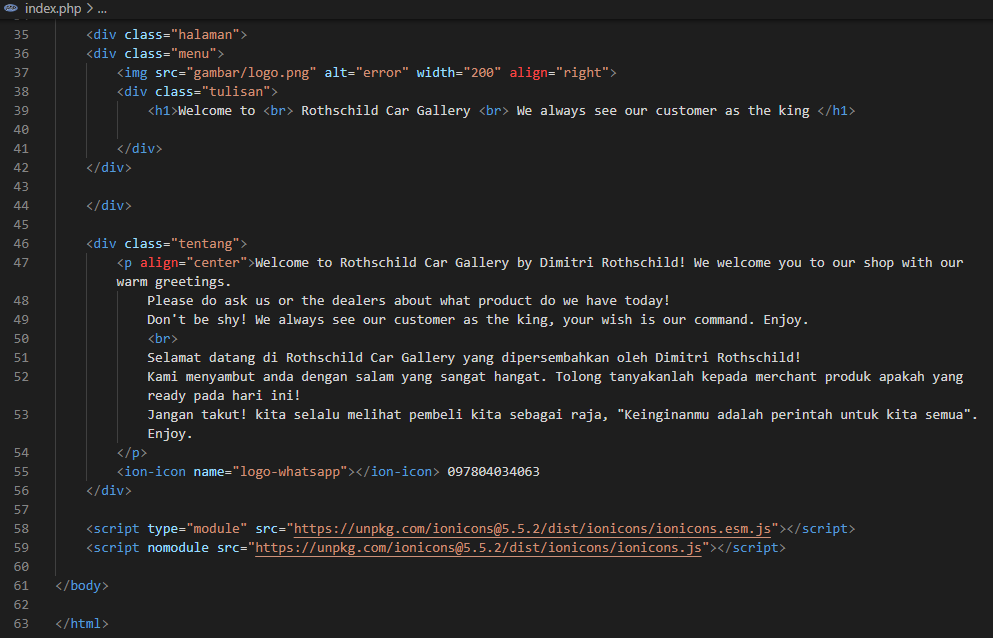 index.php > ...
34
35 <div class="halaman">
36 <div class="menu">
37 <img src="gambar/logo.png" alt="error" width="200" align="right">
38 <div class="tulisan">
39 <h1>Welcome to <br> Rothschild Car Gallery <br> We always see our customer as the king </h1>
40
41 </div>
42 </div>
43
44 </div>
45
46 <div class="tentang">
47 <p align="center">Welcome to Rothschild Car Gallery by Dimitri Rothschild! We welcome you to our shop with our
warm greetings.
48 Please do ask us or the dealers about what product do we have today!
49 Don't be shy! We always see our customer as the king, your wish is our command. Enjoy.
50 <br>
51 Selamat datang di Rothschild Car Gallery yang dipersembahkan oleh Dimitri Rothschild!
52 Kami menyambut anda dengan salam yang sangat hangat. Tolong tanyakanlah kepada merchant produk apakah yang
ready pada hari ini!
53 Jangan takut! kita selalu melihat pembeli kita sebagai raja, "Keinginanmu adalah perintah untuk kita semua".
Enjoy.
54 </p>
55 <ion-icon name="logo-whatsapp"></ion-icon> 097804034063
56 </div>
57
58 <script type="module" src="https://unpkg.com/ionicons@5.5.2/dist/ionicons/ionicons.esm.js"></script>
59 <script nomodule src="https://unpkg.com/ionicons@5.5.2/dist/ionicons/ionicons.js"></script>
60
61 </body>
62
63 </html>